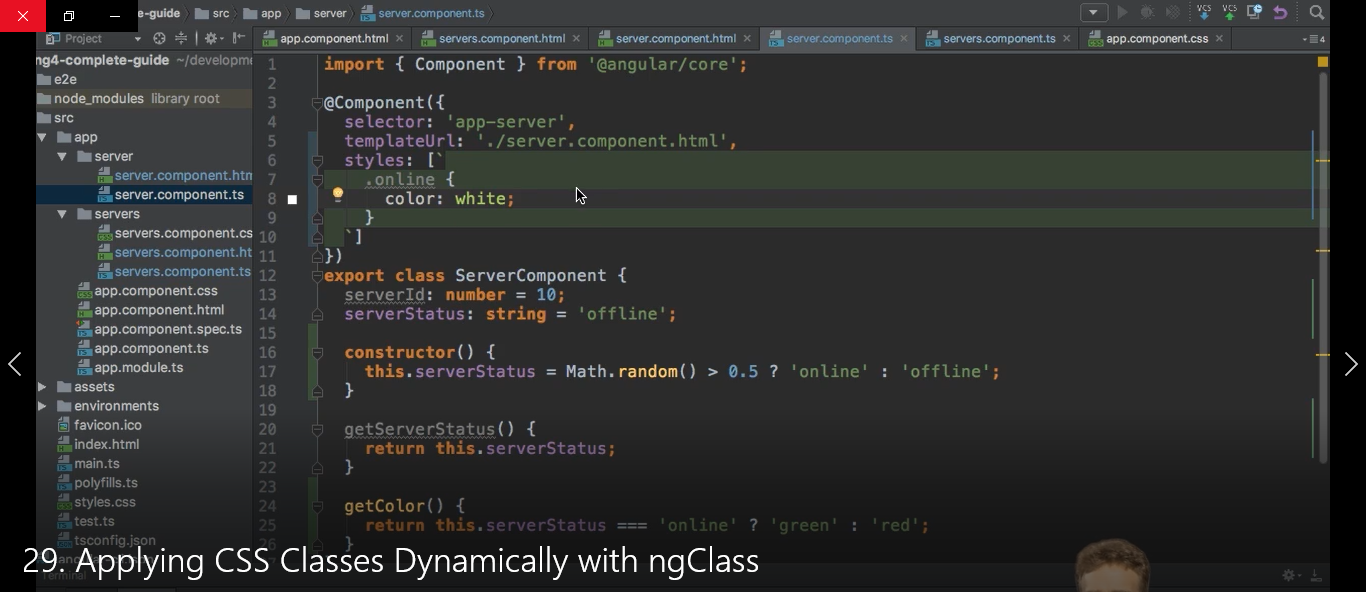 e-guide src app server server.component.ts
Project
app.component.html servers.component.html server.component.html server.component.ts servers.component.ts app.component.css
VCS VCS
4
ng4-complete-guide ~/developme
e2e
node_modules library root
src
app
server
server.component.htm
server.component.ts
servers
servers.component.cs
servers.component.ht
servers.component.ts
app.component.css
app.component.html
app.component.spec.ts
app.component.ts
app.module.ts
assets
environments
favicon.ico
index.html
main.ts
polyfills.ts
styles.css
test.ts
tsconfig.json
Terminal
1 import { Component } from '@angular/core';
2
3 @Component({
4 selector: 'app-server',
5 templateUrl: './server.component.html',
6 styles: [`
7 .online {
8 color: white;
9 }
10 `]
11 })
12 export class ServerComponent {
13 serverId: number = 10;
14 serverStatus: string = 'offline';
15
16 constructor() {
17 this.serverStatus = Math.random() > 0.5 ? 'online' : 'offline';
18 }
19
20 getServerStatus() {
21 return this.serverStatus;
22 }
23
24 getColor() {
25 return this.serverStatus === 'online' ? 'green' : 'red';
26 }
29. Applying CSS Classes Dynamically with ngClass